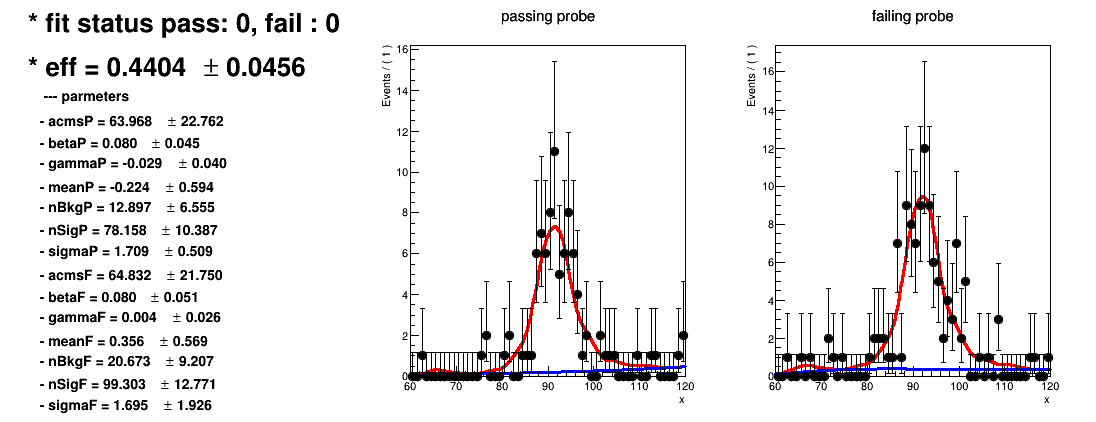 * fit status pass: 0, fail : 0
* eff = 0.4404 ± 0.0456
--- parmeters
- acmsP = 63.968 ± 22.762
- betaP = 0.080 ± 0.045
- gammaP = -0.029 ± 0.040
- meanP = -0.224 ± 0.594
- nBkgP = 12.897 ± 6.555
- nSigP = 78.158 ± 10.387
- sigmaP = 1.709 ± 0.509
- acmsF = 64.832 ± 21.750
- betaF = 0.080 ± 0.051
- gammaF = 0.004 ± 0.026
- meanF = 0.356 ± 0.569
- nBkgF = 20.673 ± 9.207
- nSigF = 99.303 ± 12.771
- sigmaF = 1.695 ± 1.926
passing probe
Events / ( 1 )
16
14
12
10
8
6
4
2
0
60 70 80 90 100 110 120
x
failing probe
Events / ( 1 )
16
14
12
10
8
6
4
2
0
60 70 80 90 100 110 120
x